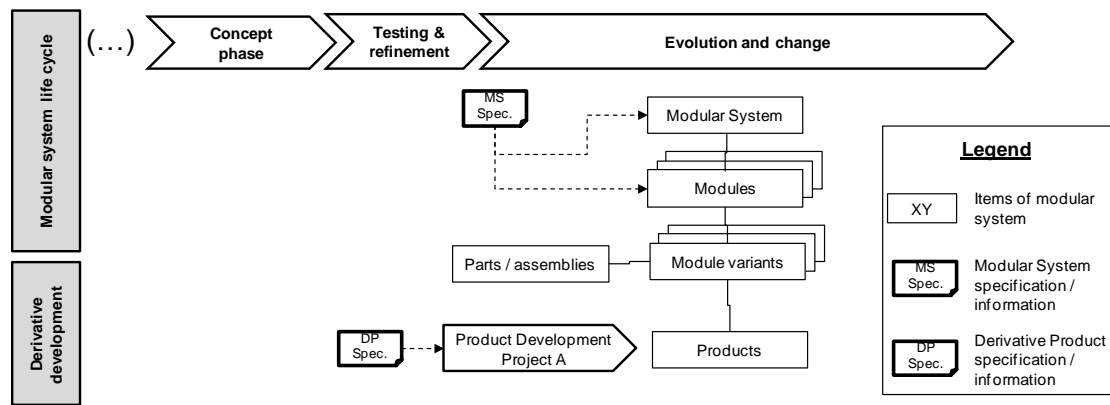 Modular system life cycle
(…)
Concept
phase
Testing &
refinement
Evolution and change
MS
Spec.
Modular System
Modules
Parts / assemblies
Module variants
Derivative
development
DP
Spec.
Product Development
Project A
Products
Legend
XY
Items of modular
system
MS
Spec.
Modular System
specification /
information
DP
Spec.
Derivative Product
specification /
information